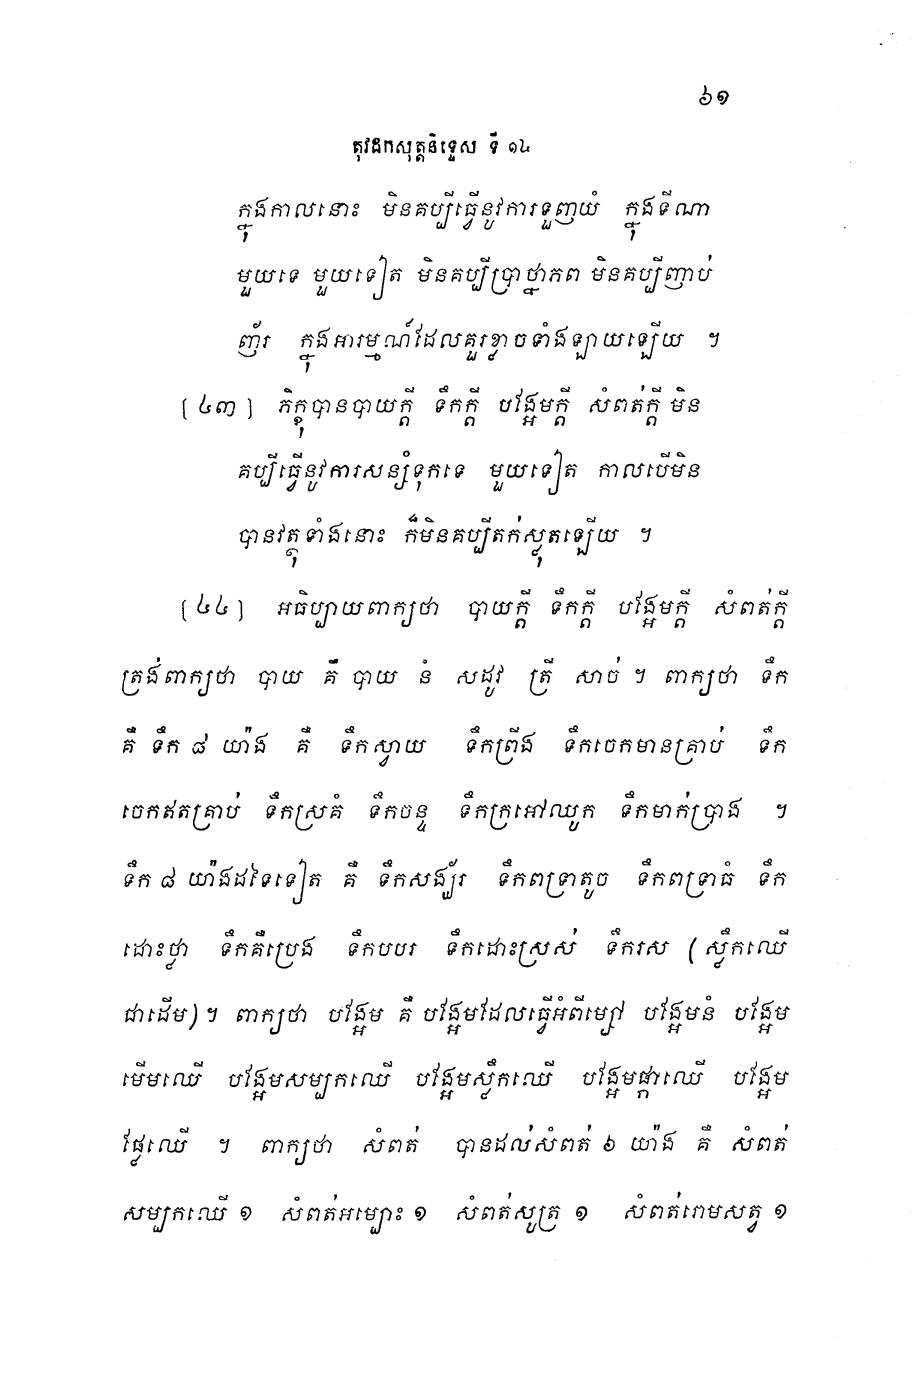 ៦១
តុវដកសុត្តនិទ្ទេស ទី ១៤
ក្នុងកាលនោះ មិនគប្បីធ្វើនូវការទួញយំ ក្នុងទីណា
មួយទេ មួយទៀត មិនគប្បីប្រាថ្នាភព មិនគប្បីញាប់
ញ័រ ក្នុងអារម្មណ៍ដែលគួរខ្លាចទាំងឡាយឡើយ ។
[៤៣] ភិក្ខុបានបាយក្តី ទឹកក្តី បង្អែមក្តី សំពត់ក្តី មិន
គប្បីធ្វើនូវការសន្សំទុកទេ មួយទៀត កាលបើមិន
បានវត្ថុទាំងនោះ ក៏មិនគប្បីតក់ស្លុតឡើយ ។
[៤៤] អធិប្បាយពាក្យថា បាយក្តី ទឹកក្តី បង្អែមក្តី សំពត់ក្តី
ត្រង់ពាក្យថា បាយ គឺ បាយ នំ សដូវ ត្រី សាច់ ។ ពាក្យថា ទឹក
គឺ ទឹក ៨ យ៉ាង គឺ ទឹកស្វាយ ទឹកព្រីង ទឹកចេកមានគ្រាប់ ទឹក
ចេកឥតគ្រាប់ ទឹកស្រគំ ទឹកចន្ទ ទឹកក្រអៅឈូក ទឹកមាក់ប្រាង ។
ទឹក ៨ យ៉ាងដទៃទៀត គឺ ទឹកសង្ឃ័រ ទឹកពទ្រាតូច ទឹកពទ្រាធំ ទឹក
ដោះថ្លា ទឹកគឺប្រេង ទឹកបបរ ទឹកដោះស្រស់ ទឹករស (ស្លឹកឈើ
ជាដើម) ។ ពាក្យថា បង្អែម គឺ បង្អែមដែលធ្វើអំពីម្សៅ បង្អែមនំ បង្អែម
មើមឈើ បង្អែមសម្បកឈើ បង្អែមស្លឹកឈើ បង្អែមផ្កាឈើ បង្អែម
ផ្លែឈើ ។ ពាក្យថា សំពត់ បានដល់សំពត់ ៦ យ៉ាង គឺ សំពត់
សម្បកឈើ ១ សំពត់អម្បោះ ១ សំពត់សូត្រ ១ សំពត់រោមសត្វ ១